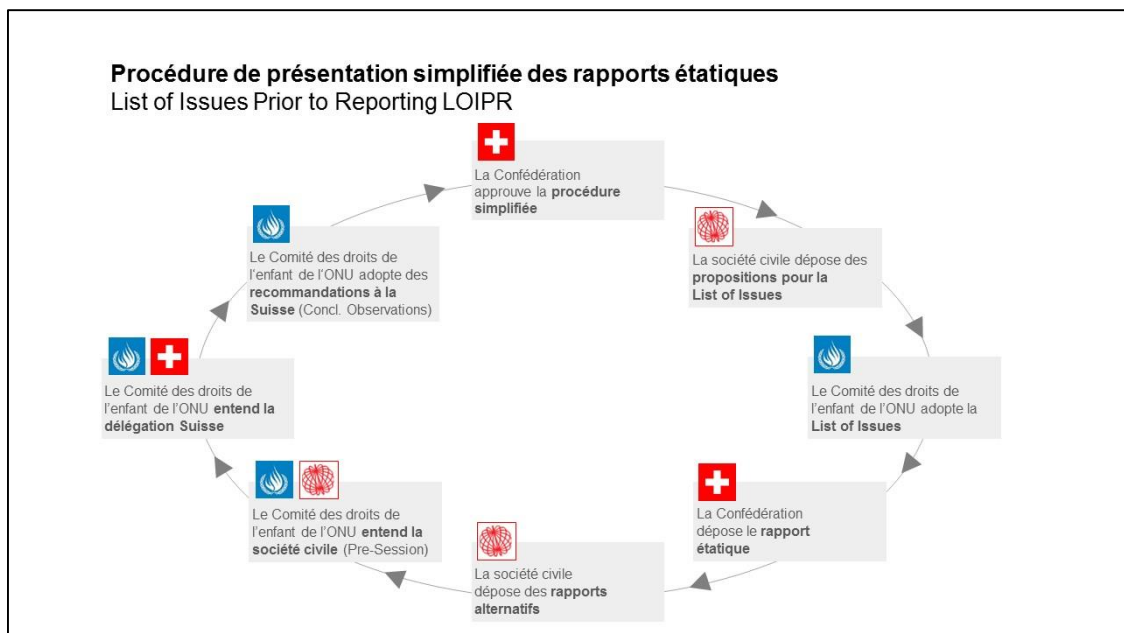 Procédure de présentation simplifiée des rapports étatiques
List of Issues Prior to Reporting LOIPR
La Confédération
approuve la procédure
simplifiée
La société civile dépose des
propositions pour la
List of Issues
Le Comité des droits de
l'enfant de l'ONU adopte la
List of Issues
La Confédération
dépose le rapport
étatique
La société civile
dépose des rapports
alternatifs
Le Comité des droits de
l'enfant de l'ONU entend la
société civile (Pre-Session)
Le Comité des droits de
l'enfant de l'ONU entend la
délégation Suisse
Le Comité des droits de
l'enfant de l'ONU adopte des
recommandations à la
Suisse (Concl. Observations)